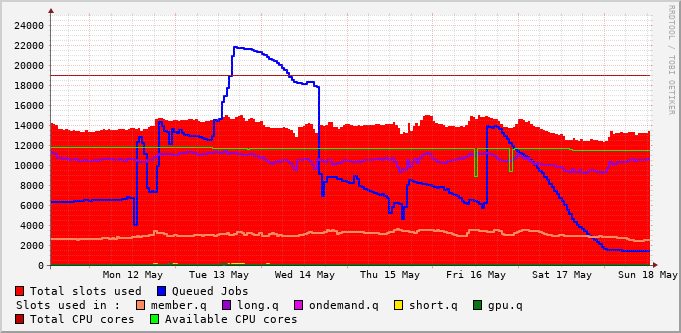 RRDTOOL / TOBI OETIKER
24000
22000
20000
18000
16000
14000
12000
10000
8000
6000
4000
2000
0
Mon 12 May Tue 13 May Wed 14 May Thu 15 May Fri 16 May Sat 17 May Sun 18 May
Total slots used Queued Jobs
Slots used in : member.q long.q ondemand.q short.q gpu.q
Total CPU cores Available CPU cores